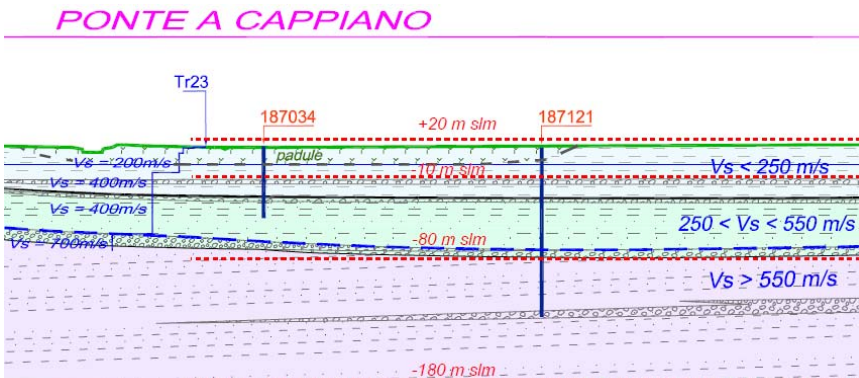 PONTE A CAPPIANO
Tr23
187034
+20 m slm
187121
padule
Vs = 200m/s
-10 m slm
Vs < 250 m/s
Vs = 400m/s
Vs = 400m/s
250 < Vs < 550 m/s
Vs = 700m/s
-80 m slm
Vs > 550 m/s
-180 m slm